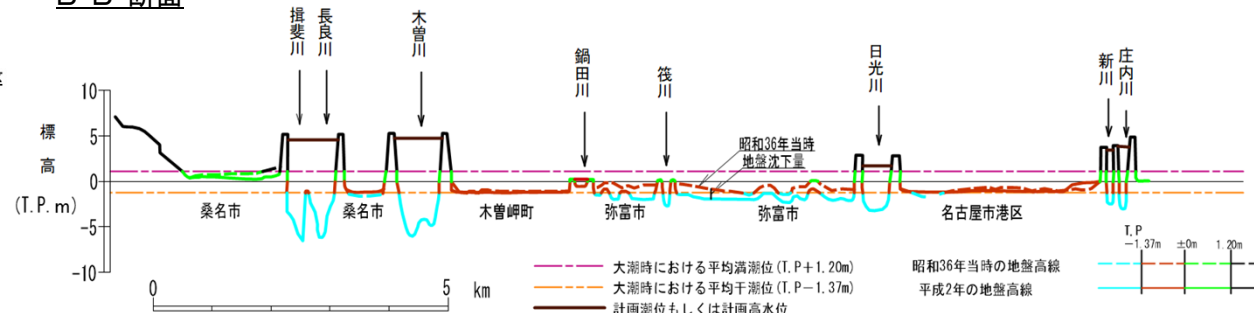 B-B 断面
揖斐川
長良川
木曽川
鍋田川
筏川
日光川
新川
庄内川
標高
(T.P.m)
10
5
0
-5
-10
昭和36年当時
地盤沈下量
桑名市
桑名市
木曽岬町
弥富市
弥富市
名古屋市港区
0
5
km
大潮時における平均満潮位(T.P+1.20m)
大潮時における平均干潮位(T.P-1.37m)
計画潮位もしくは計画高水位
T.P
-1.37m
±0m
1.20m
昭和36年当時の地盤高線
平成2年の地盤高線